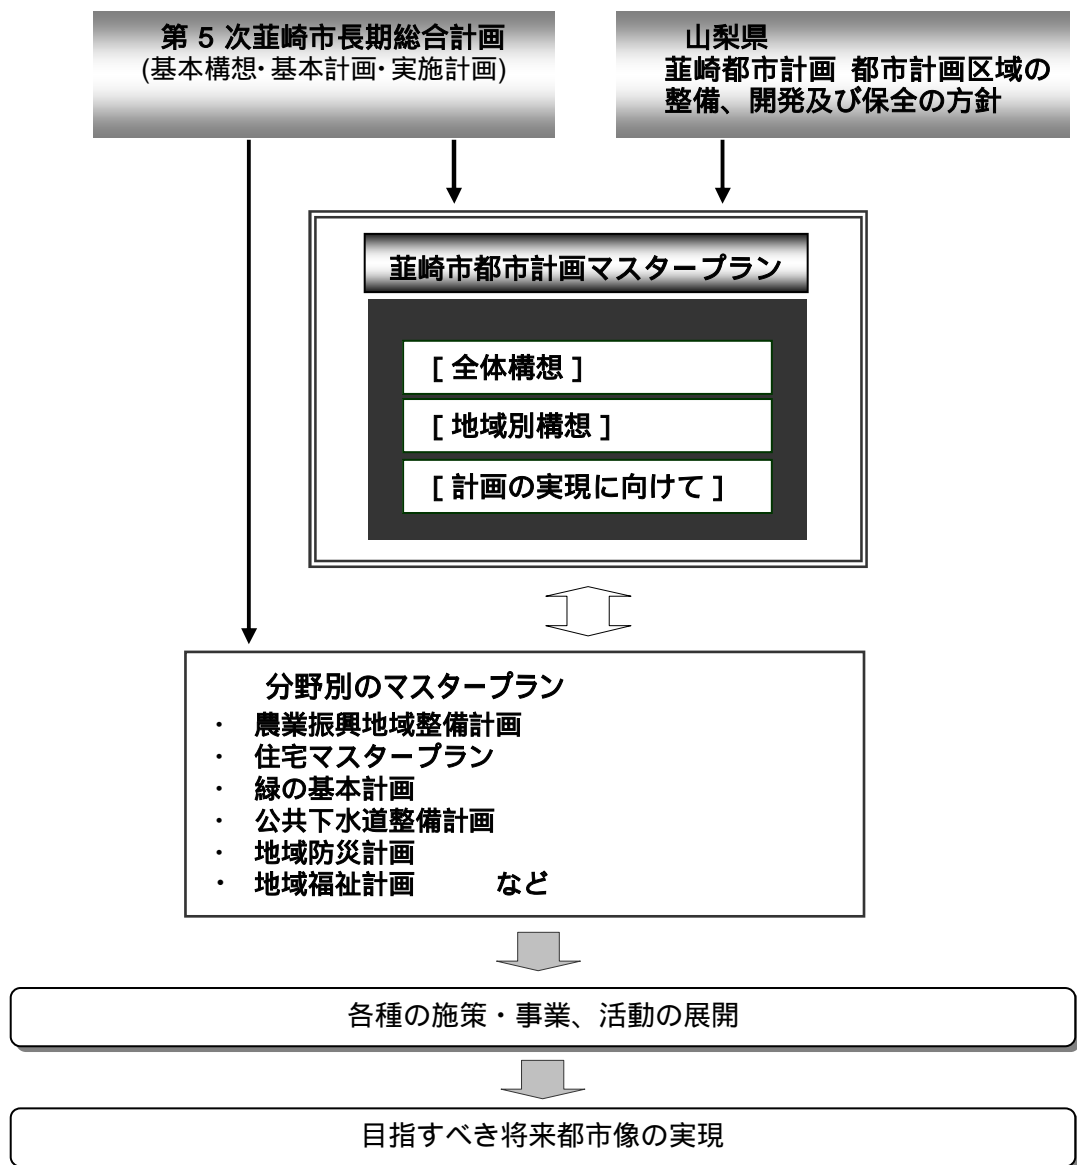 第 5 次韮崎市長期総合計画
(基本構想・基本計画・実施計画)
山梨県
韮崎都市計画 都市計画区域の
整備、開発及び保全の方針
韮崎市都市計画マスタープラン
[ 全体構想 ]
[ 地域別構想 ]
[ 計画の実現に向けて ]
分野別のマスタープラン
・ 農業振興地域整備計画
・ 住宅マスタープラン
・ 緑の基本計画
・ 公共下水道整備計画
・ 地域防災計画
・ 地域福祉計画 など
各種の施策・事業、活動の展開
目指すべき将来都市像の実現